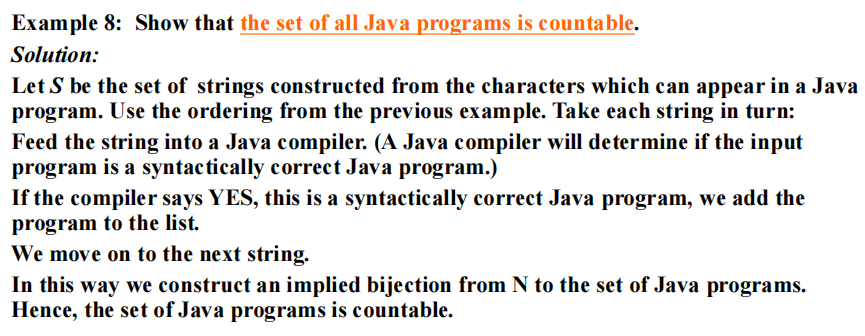 Example 8: Show that the set of all Java programs is countable.
Solution:
Let S be the set of strings constructed from the characters which can appear in a Java
program. Use the ordering from the previous example. Take each string in turn:
Feed the string into a Java compiler. (A Java compiler will determine if the input
program is a syntactically correct Java program.)
If the compiler says YES, this is a syntactically correct Java program, we add the
program to the list.
We move on to the next string.
In this way we construct an implied bijection from N to the set of Java programs.
Hence, the set of Java programs is countable.